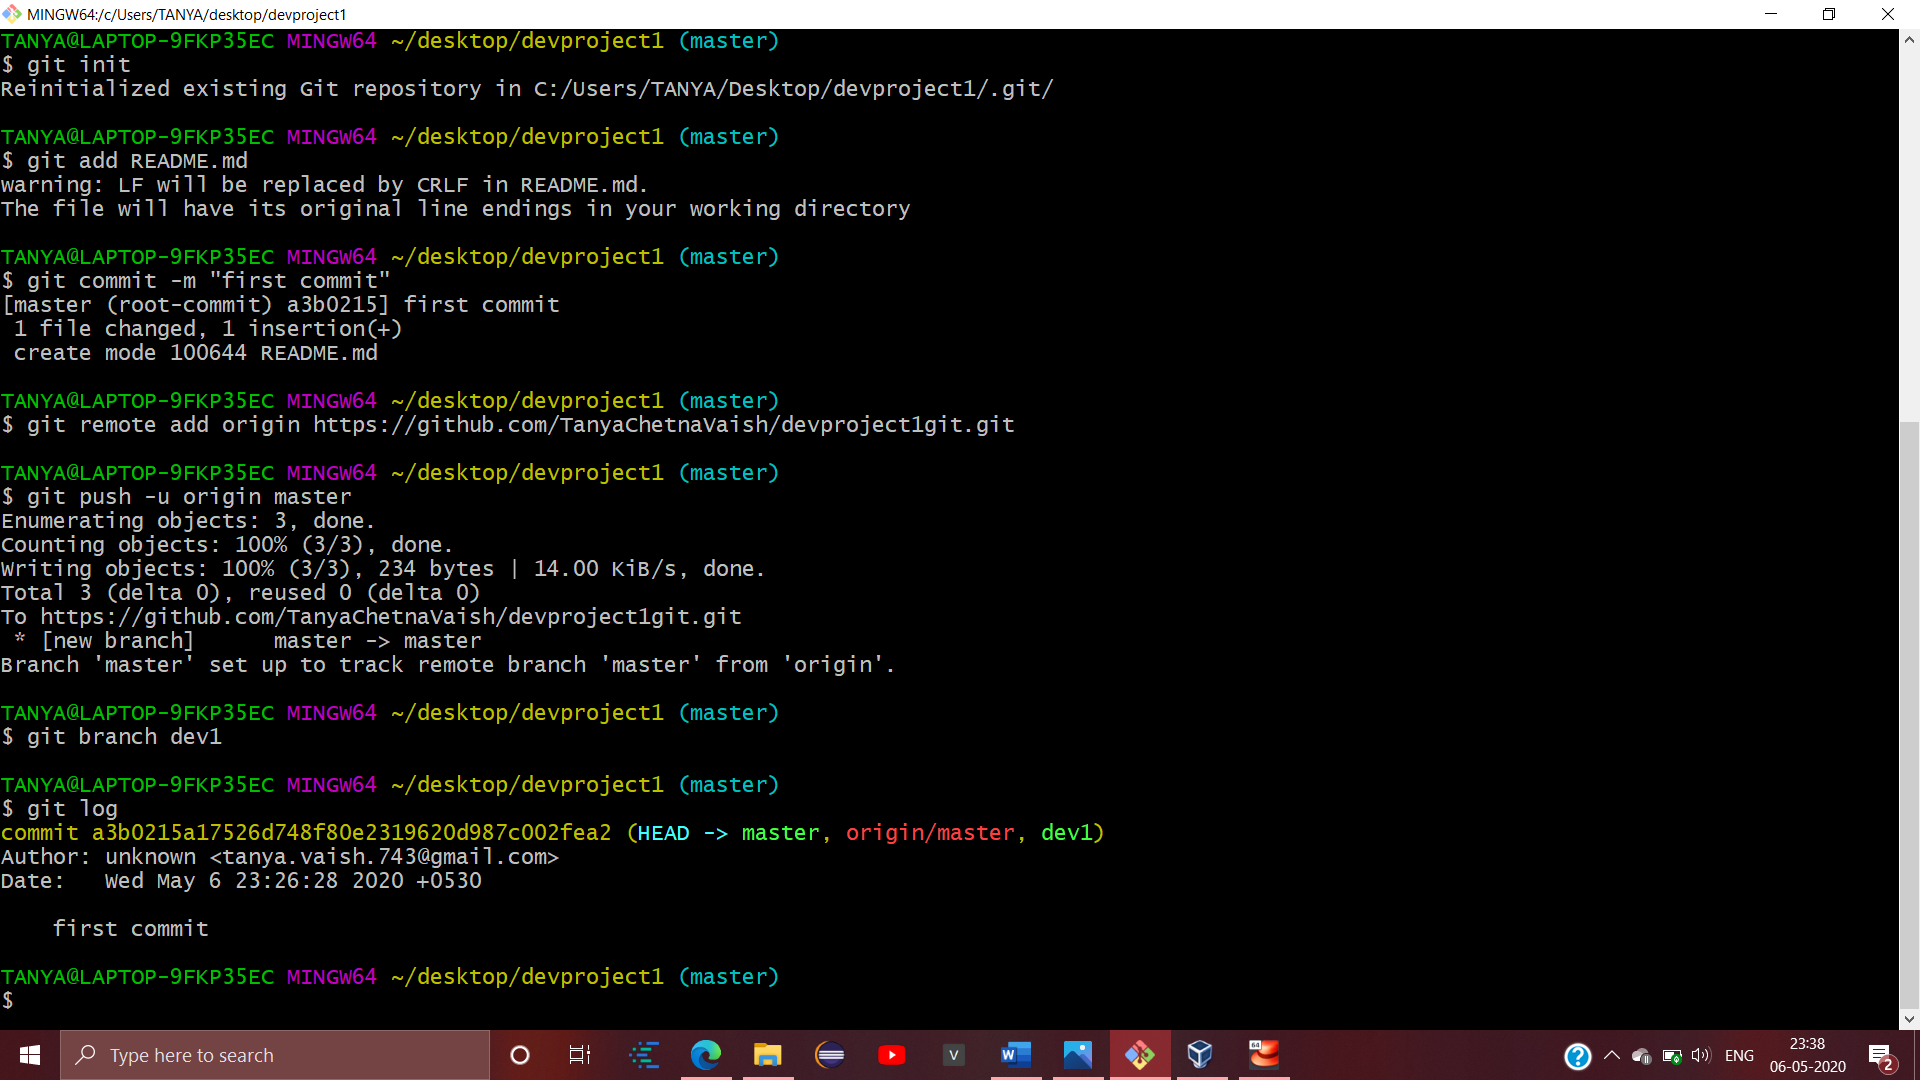 MINGW64:/c/Users/TANYA/desktop/devproject1
TANYA@LAPTOP-9FKP35EC MINGW64 ~/desktop/devproject1 (master)
$ git init
Reinitialized existing Git repository in C:/Users/TANYA/Desktop/devproject1/.git/
TANYA@LAPTOP-9FKP35EC MINGW64 ~/desktop/devproject1 (master)
$ git add README.md
warning: LF will be replaced by CRLF in README.md.
The file will have its original line endings in your working directory
TANYA@LAPTOP-9FKP35EC MINGW64 ~/desktop/devproject1 (master)
$ git commit -m "first commit"
[master (root-commit) a3b0215] first commit
 1 file changed, 1 insertion(+)
 create mode 100644 README.md
TANYA@LAPTOP-9FKP35EC MINGW64 ~/desktop/devproject1 (master)
$ git remote add origin https://github.com/TanyaChetnaVaish/devproject1git.git
TANYA@LAPTOP-9FKP35EC MINGW64 ~/desktop/devproject1 (master)
$ git push -u origin master
Enumerating objects: 3, done.
Counting objects: 100% (3/3), done.
Writing objects: 100% (3/3), 234 bytes | 14.00 KiB/s, done.
Total 3 (delta 0), reused 0 (delta 0)
To https://github.com/TanyaChetnaVaish/devproject1git.git
 * [new branch]      master -> master
Branch 'master' set up to track remote branch 'master' from 'origin'.
TANYA@LAPTOP-9FKP35EC MINGW64 ~/desktop/devproject1 (master)
$ git branch dev1
TANYA@LAPTOP-9FKP35EC MINGW64 ~/desktop/devproject1 (master)
$ git log
commit a3b0215a17526d748f80e2319620d987c002fea2 (HEAD -> master, origin/master, dev1)
Author: unknown <tanya.vaish.743@gmail.com>
Date:   Wed May 6 23:26:28 2020 +0530
    first commit
TANYA@LAPTOP-9FKP35EC MINGW64 ~/desktop/devproject1 (master)
$
Type here to search
V
W
64
?
ENG
23:38
06-05-2020
2